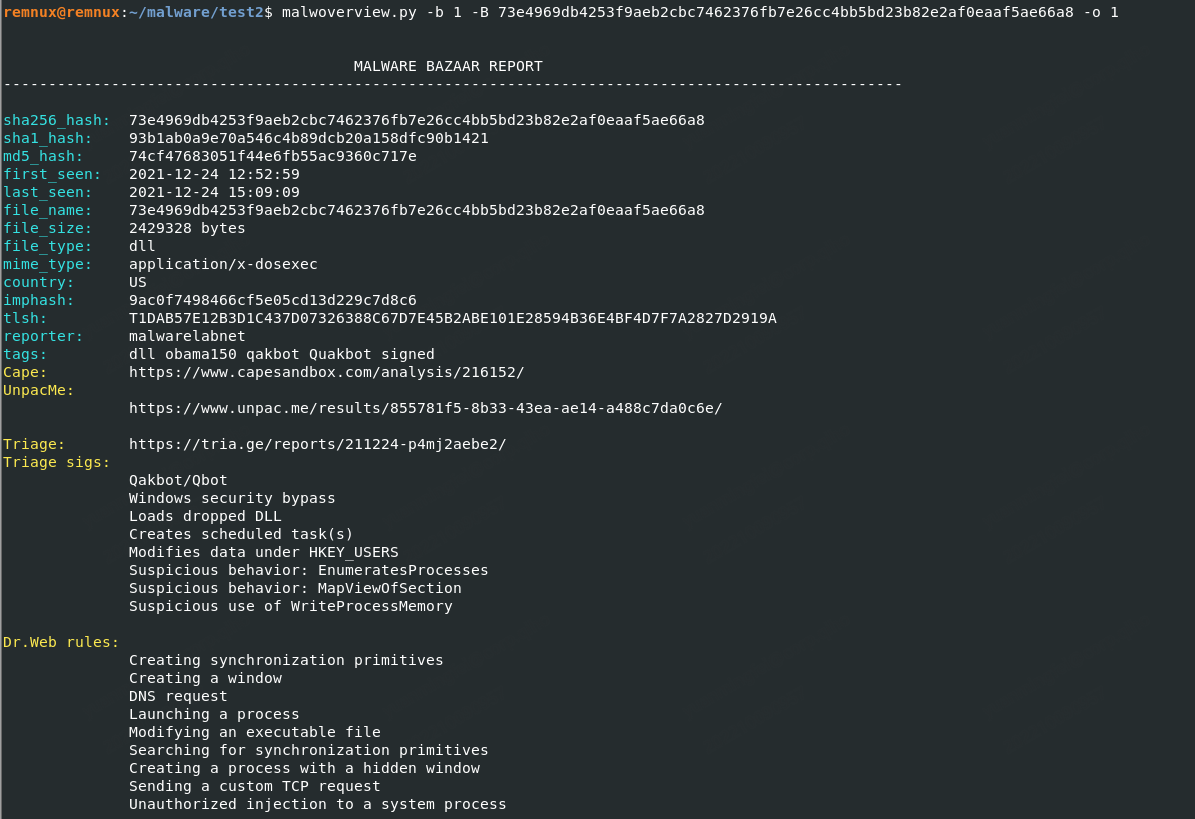 remnux@remnux:~/malware/test2$ malwoverview.py -b 1 -B 73e4969db4253f9aeb2cbc7462376fb7e26cc4bb5bd23b82e2af0eaaf5ae66a8 -o 1
MALWARE BAZAAR REPORT
----------------------------------------------------------------------------------------------------
sha256_hash: 73e4969db4253f9aeb2cbc7462376fb7e26cc4bb5bd23b82e2af0eaaf5ae66a8
sha1_hash: 93b1ab0a9e70a546c4b89dcb20a158dfc90b1421
md5_hash: 74cf47683051f44e6fb55ac9360c717e
first_seen: 2021-12-24 12:52:59
last_seen: 2021-12-24 15:09:09
file_name: 73e4969db4253f9aeb2cbc7462376fb7e26cc4bb5bd23b82e2af0eaaf5ae66a8
file_size: 2429328 bytes
file_type: dll
mime_type: application/x-dosexec
country: US
imphash: 9ac0f7498466cf5e05cd13d229c7d8c6
tlsh: T1DAB57E12B3D1C437D07326388C67D7E45B2ABE101E28594B36E4BF4D7F7A2827D2919A
reporter: malwarelabnet
tags: dll obama150 qakbot Quakbot signed
Cape: https://www.capesandbox.com/analysis/216152/
UnpacMe:
https://www.unpac.me/results/855781f5-8b33-43ea-ae14-a488c7da0c6e/
Triage: https://tria.ge/reports/211224-p4mj2aebe2/
Triage sigs:
Qakbot/Qbot
Windows security bypass
Loads dropped DLL
Creates scheduled task(s)
Modifies data under HKEY_USERS
Suspicious behavior: EnumeratesProcesses
Suspicious behavior: MapViewOfSection
Suspicious use of WriteProcessMemory
Dr.Web rules:
Creating synchronization primitives
Creating a window
DNS request
Launching a process
Modifying an executable file
Searching for synchronization primitives
Creating a process with a hidden window
Sending a custom TCP request
Unauthorized injection to a system process